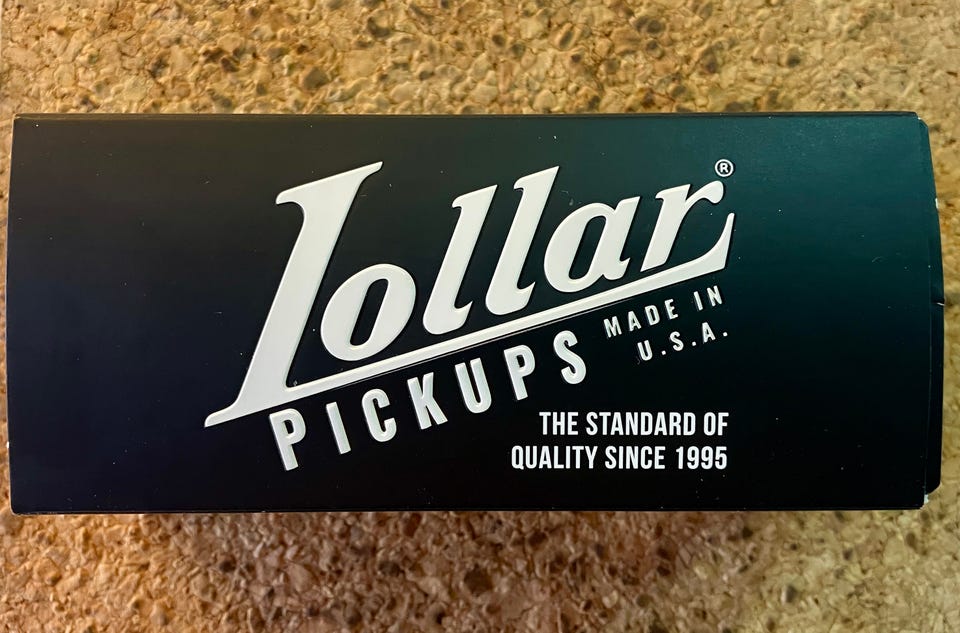 Lollar®
PICKUPS
MADE IN
U.S.A.
THE STANDARD OF
QUALITY SINCE 1995